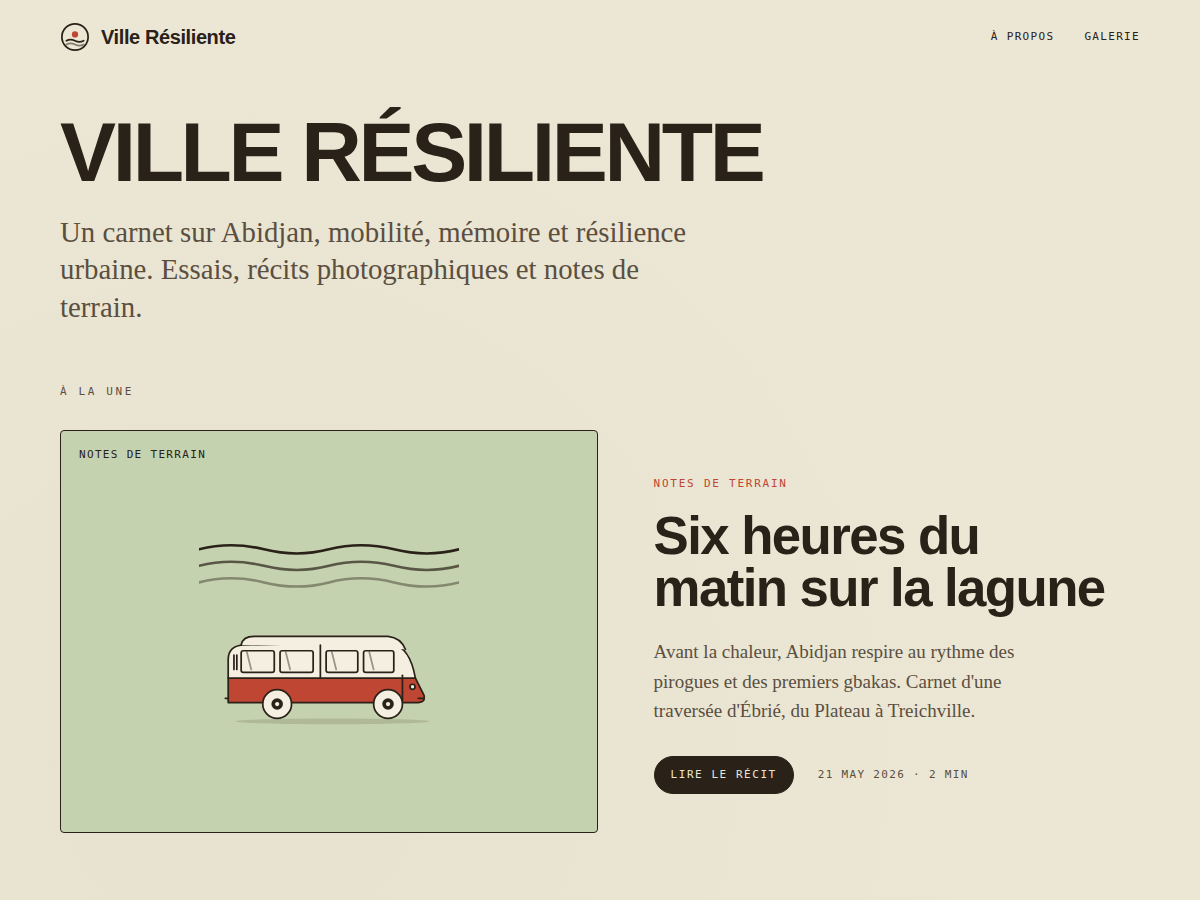 Ville Résiliente
À PROPOS
GALERIE
VILLE RÉSILIENTE
Un carnet sur Abidjan, mobilité, mémoire et résilience
urbaine. Essais, récits photographiques et notes de
terrain.
À LA UNE
NOTES DE TERRAIN
NOTES DE TERRAIN
Six heures du
matin sur la lagune
Avant la chaleur, Abidjan respire au rythme des
pirogues et des premiers gbakas. Carnet d'une
traversée d'Ébrié, du Plateau à Treichville.
LIRE LE RÉCIT
21 MAY 2026 · 2 MIN